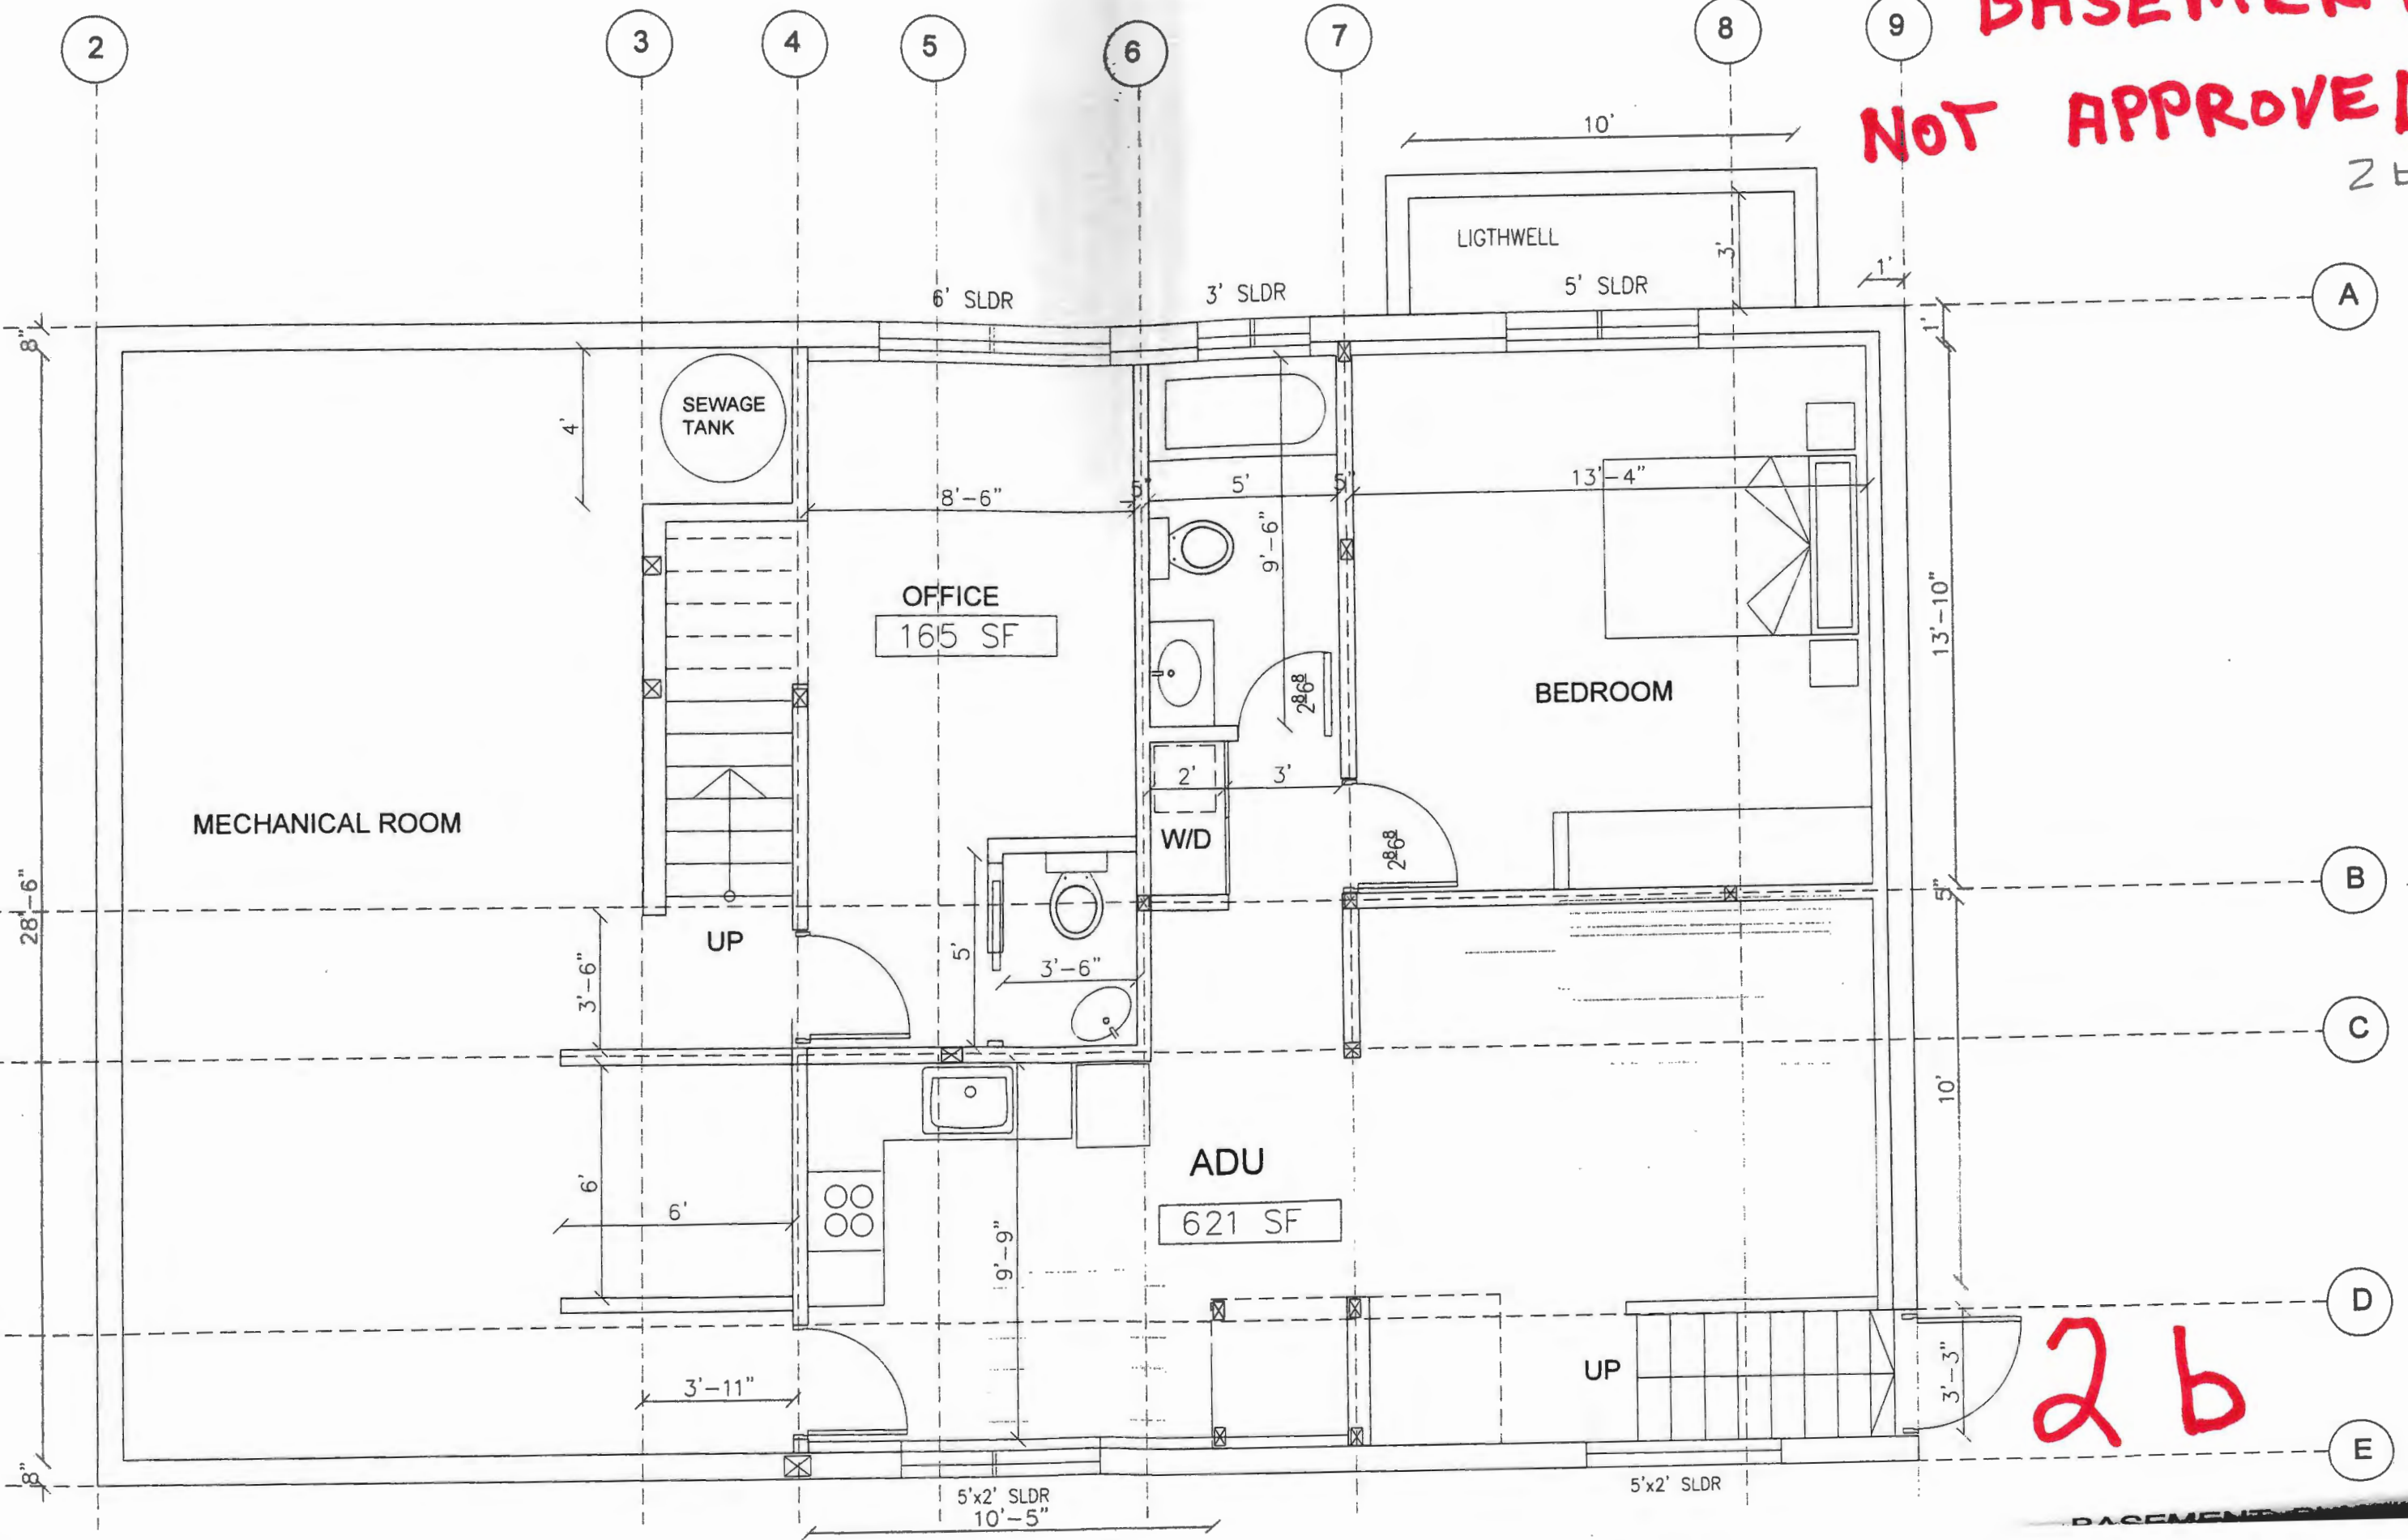 2
3
4
5
6
7
8
9
NOT APPROVED
10'
LIGTHWELL
3'
1'
A
6' SLDR
3' SLDR
5' SLDR
8"
1'
SEWAGE
TANK
4'
8'-6"
5"
5'
5"
13'-4"
9'-6"
OFFICE
165 SF
13'-10"
2868
BEDROOM
2'
3'
MECHANICAL ROOM
W/D
2868
B
5"
28'-6"
UP
5'
3'-6"
3'-6"
C
10'
ADU
6'
6'
621 SF
9'-9"
D
UP
3'-3"
2b
3'-11"
E
8"
5'x2' SLDR
5'x2' SLDR
10'-5"